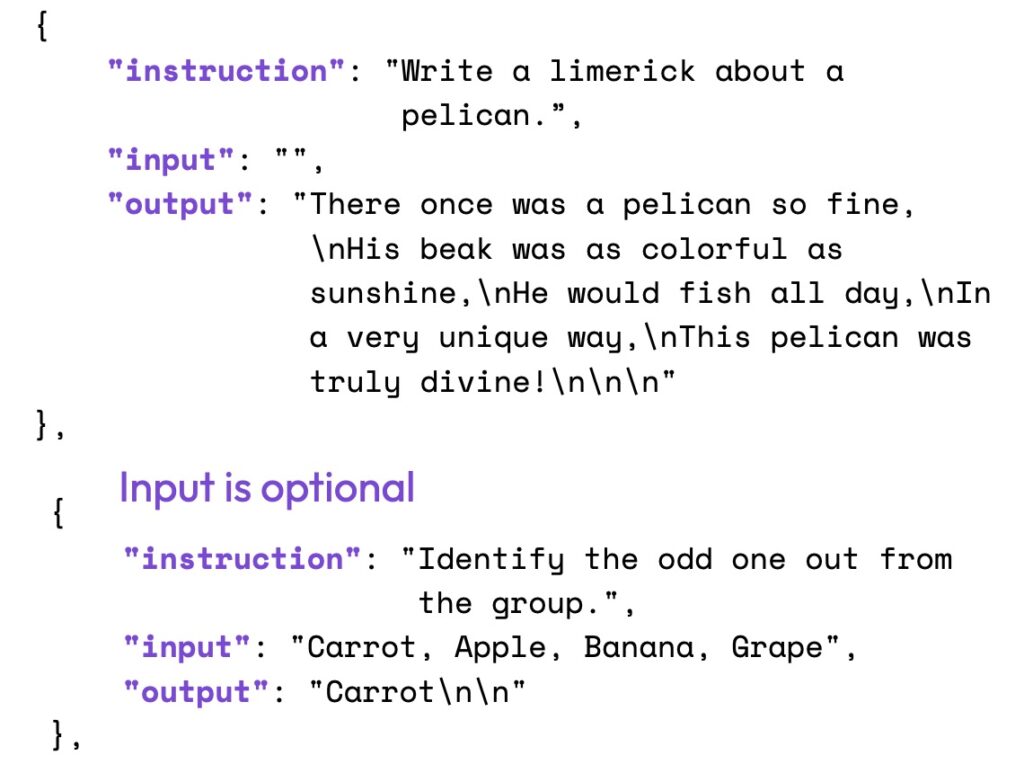 {
"instruction": "Write a limerick about a
pelican.”,
"input": "",
"output": "There once was a pelican so fine,
\nHis beak was as colorful as
sunshine,\nHe would fish all day,\nIn
a very unique way,\nThis pelican was
truly divine!\n\n\n"
},
Input is optional
{
"instruction": "Identify the odd one out from
the group.",
"input": "Carrot, Apple, Banana, Grape",
"output": "Carrot\n\n"
},